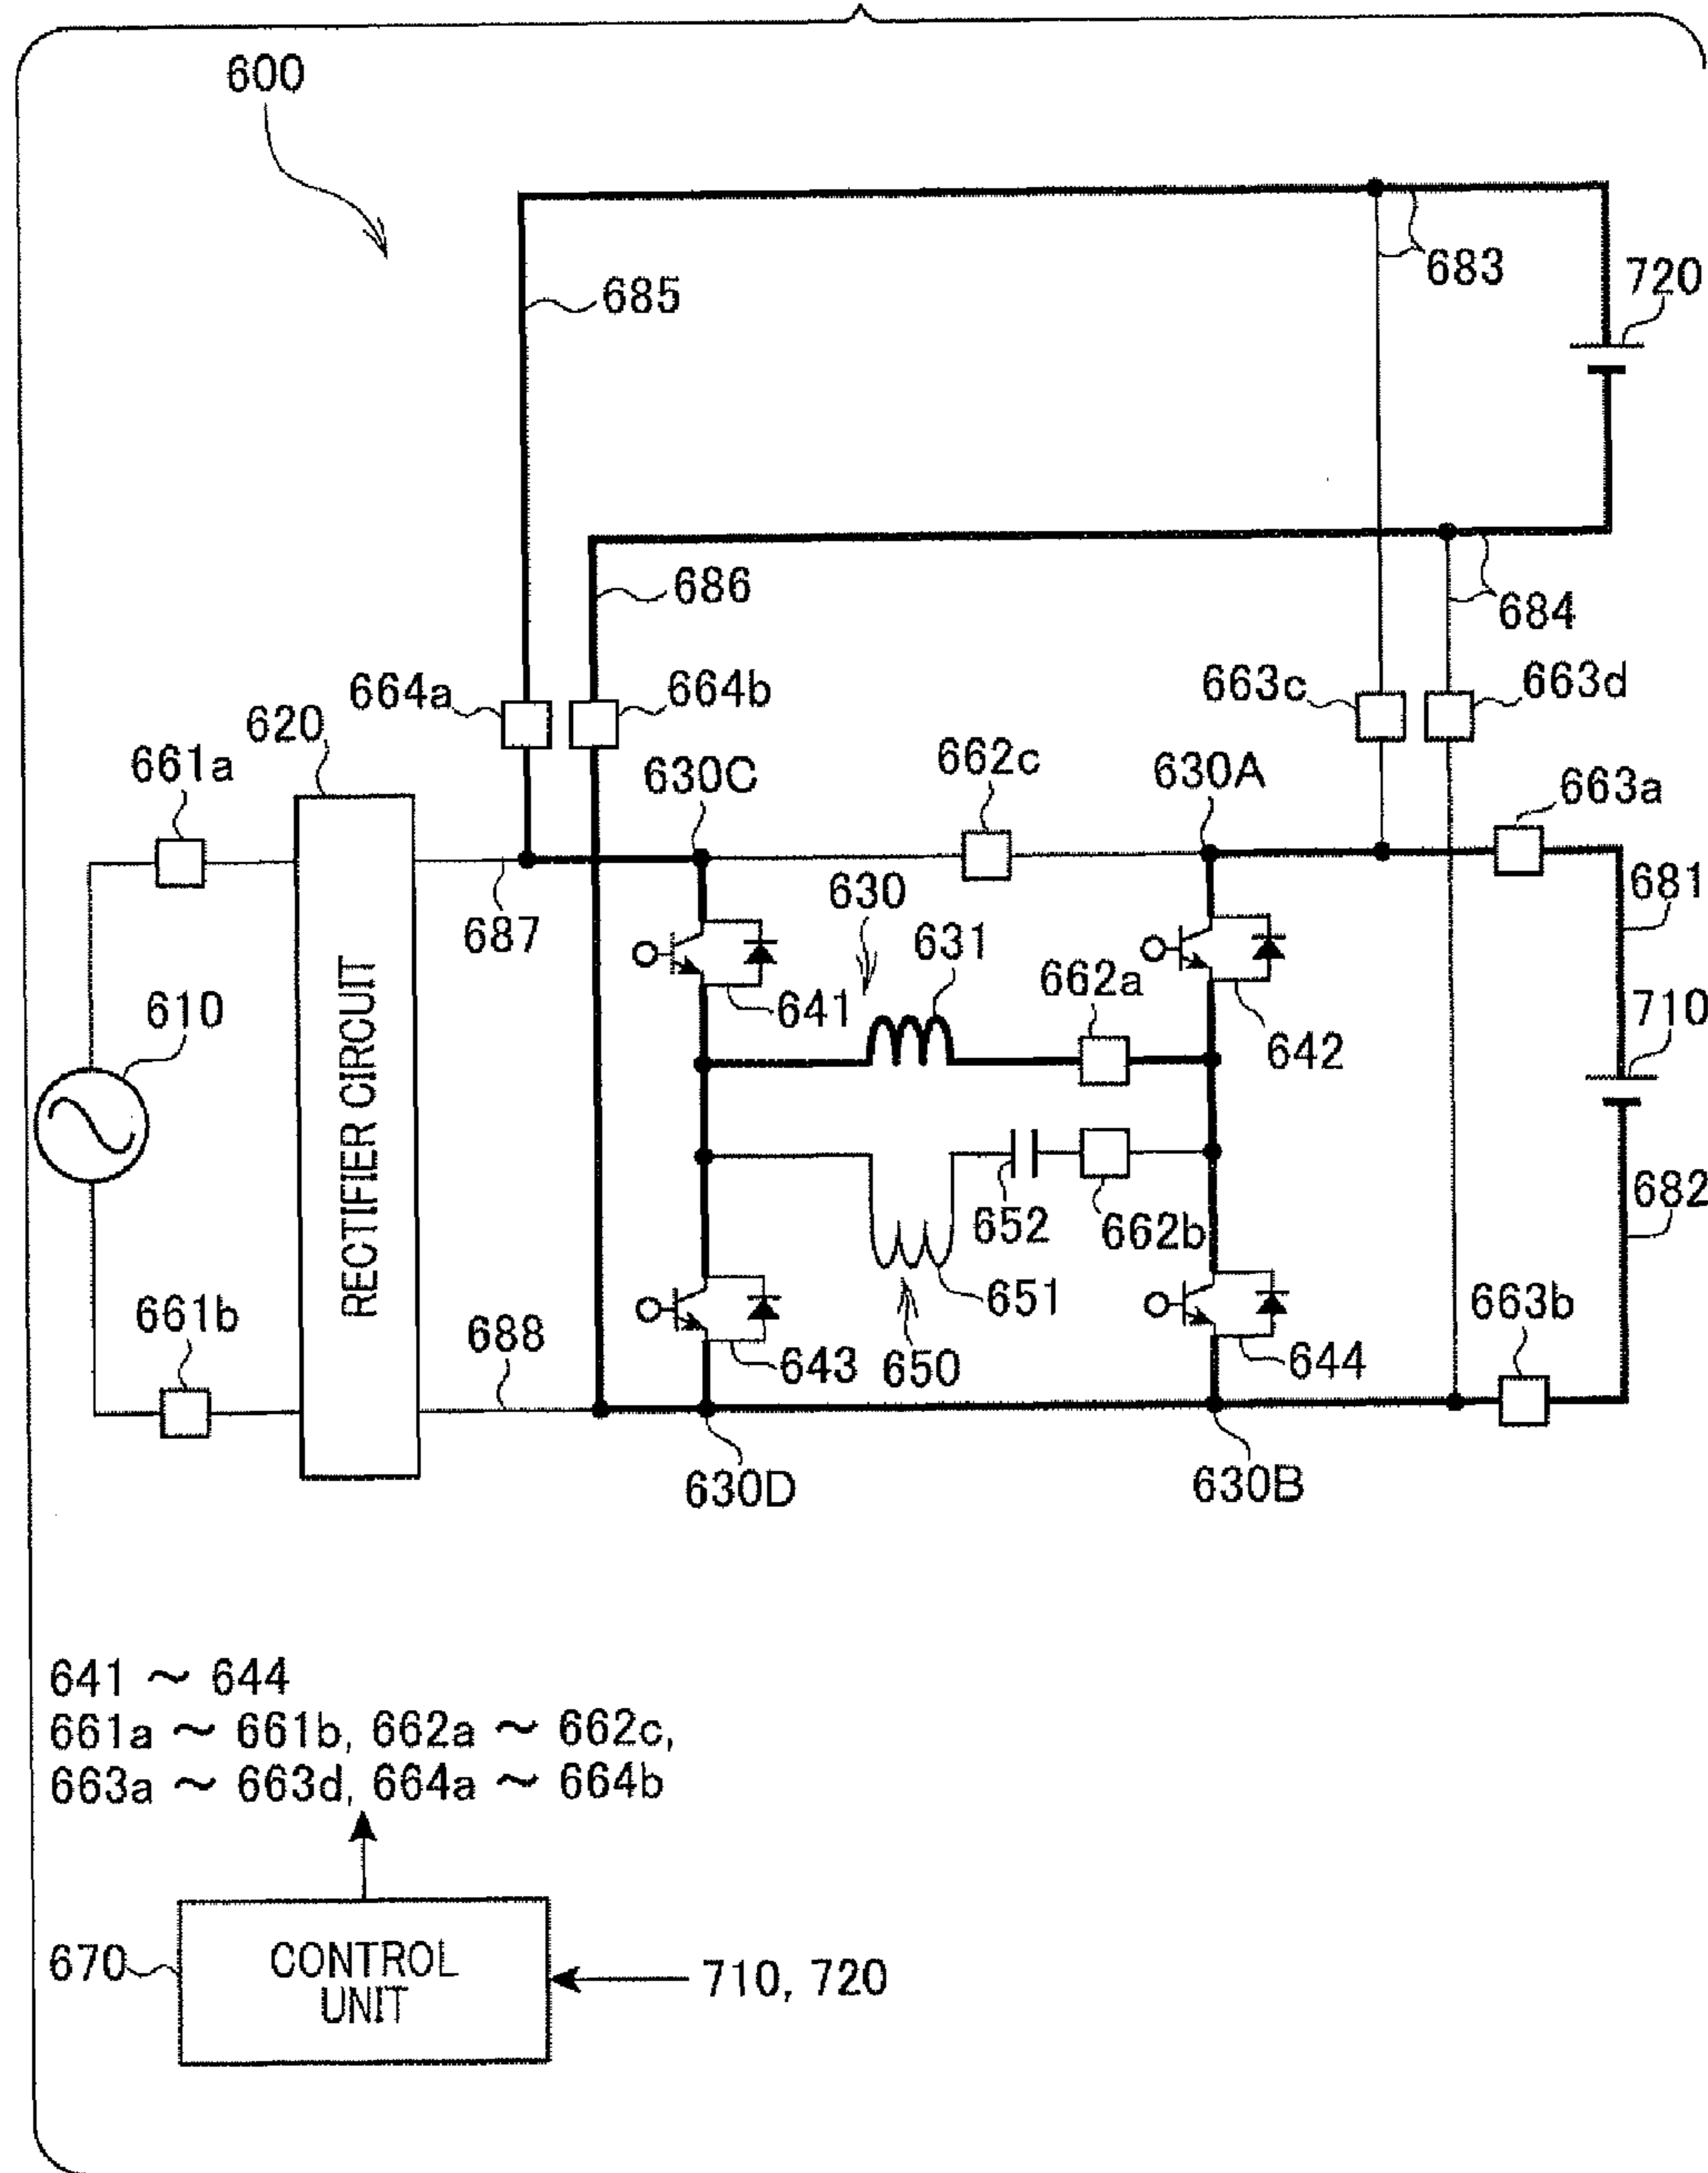 600
683
720
685
686
684
664a
664b
663c
663d
620
661a
630C
662c
630A
663a
687
630
631
681
610
RECTIFIER CIRCUIT
641
662a
642
710
652
662b
682
651
661b
688
643
650
644
663b
630D
630B
641 ～ 644
661a ～ 661b, 662a ～ 662c,
663a ～ 663d, 664a ～ 664b
670
CONTROL
UNIT
710, 720